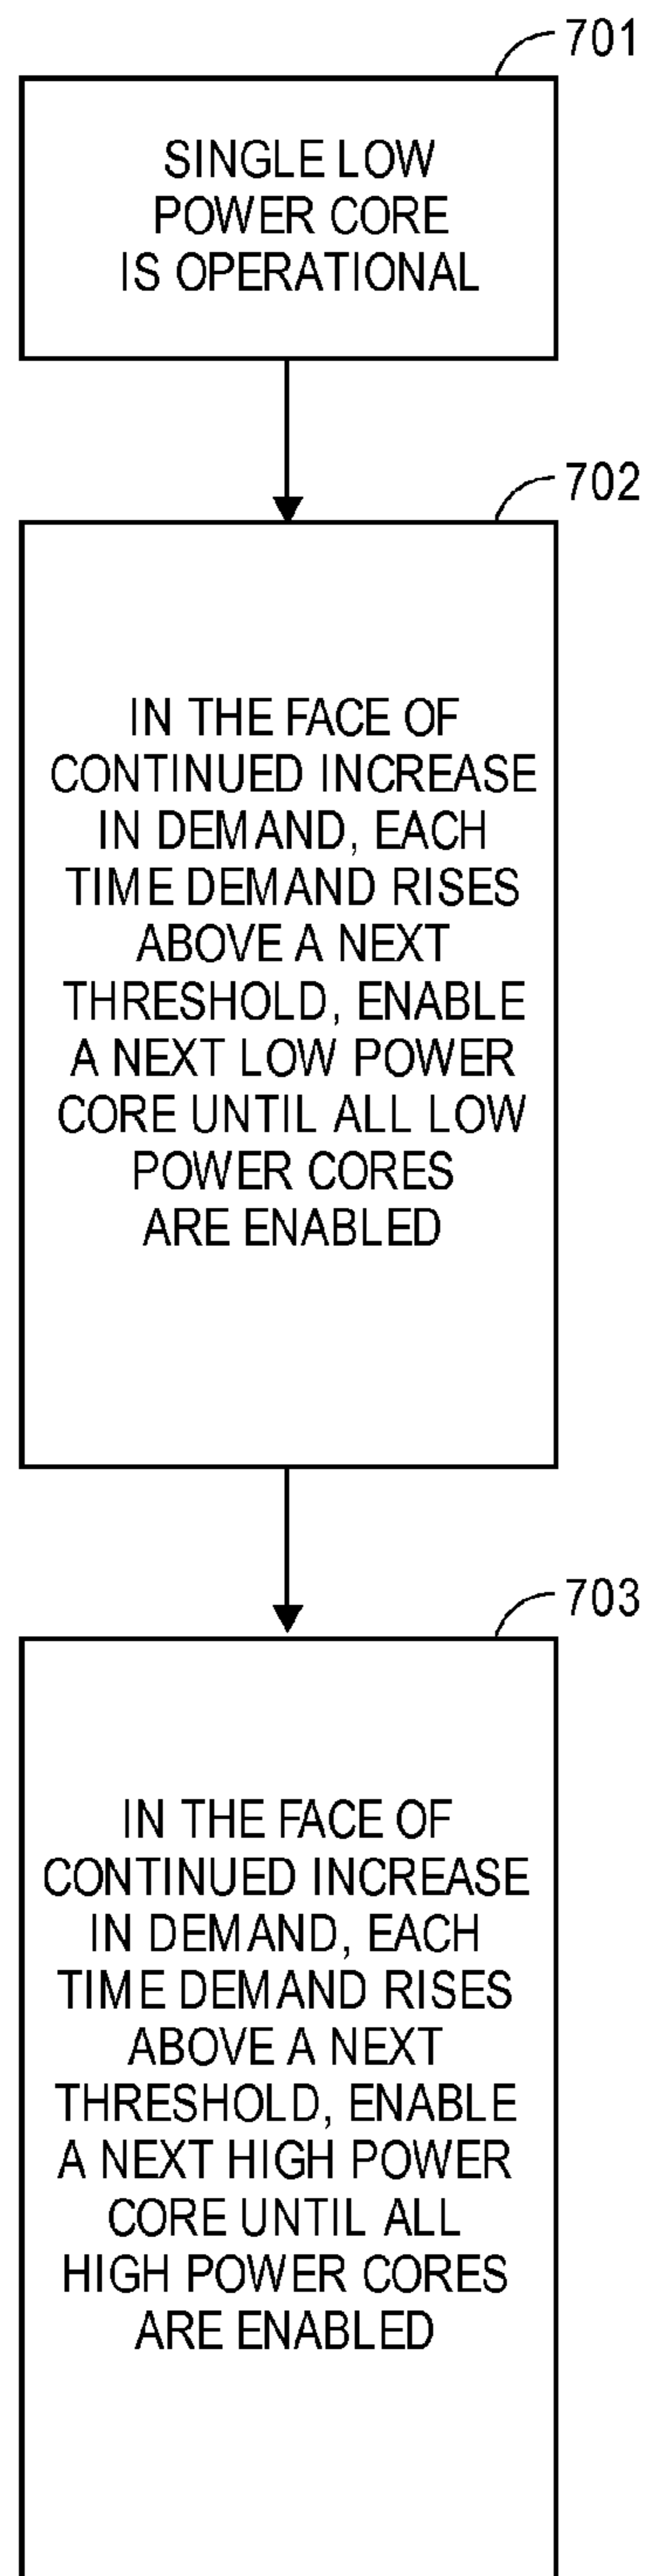 701
SINGLE LOW
POWER CORE
IS OPERATIONAL
702
IN THE FACE OF
CONTINUED INCREASE
IN DEMAND, EACH
TIME DEMAND RISES
ABOVE A NEXT
THRESHOLD, ENABLE
A NEXT LOW POWER
CORE UNTIL ALL LOW
POWER CORES
ARE ENABLED
703
IN THE FACE OF
CONTINUED INCREASE
IN DEMAND, EACH
TIME DEMAND RISES
ABOVE A NEXT
THRESHOLD, ENABLE
A NEXT HIGH POWER
CORE UNTIL ALL
HIGH POWER CORES
ARE ENABLED